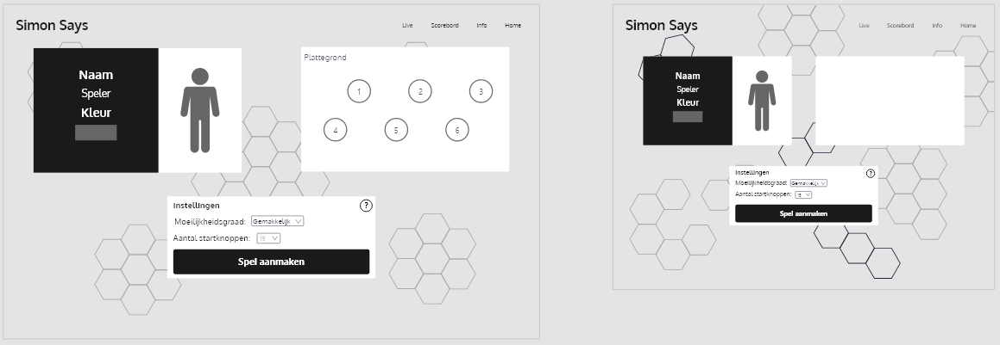 Simon Says
Live Scorebord Info Home
Naam
Speler
Kleur
Plattegrond
1 2 3
4 5 6
Instellingen
?
Moeilijkheidsgraad: Gemakkelijk
Aantal startknoppen: 15
Spel aanmaken
Simon Says
Live Scorebord Info Home
Naam
Speler
Kleur
Instellingen
?
Moeilijkheidsgraad: Gemakkelijk
Aantal startknoppen: 15
Spel aanmaken